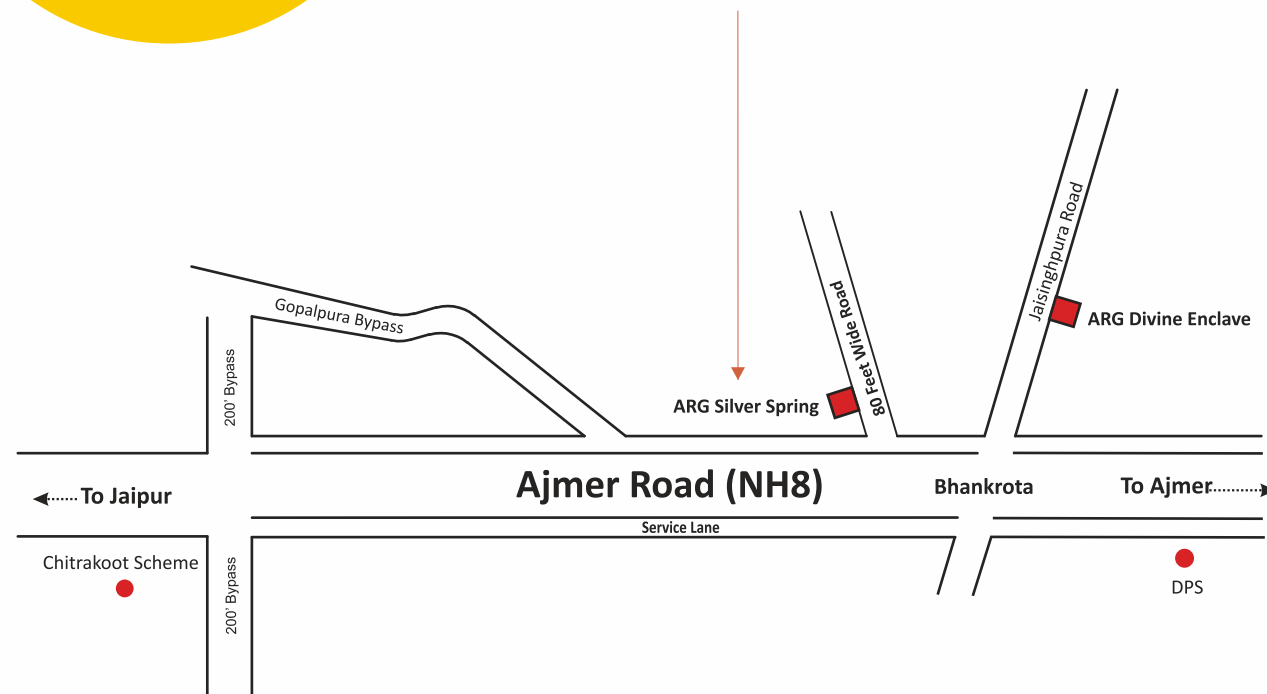 Jaisinghpura Road
80 Feet Wide Road
Gopalpura Bypass
ARG Divine Enclave
200' Bypass
ARG Silver Spring
Ajmer Road (NH8)
Bhankrota
To Ajmer
To Jaipur
Service Lane
Chitrakoot Scheme
200' Bypass
DPS